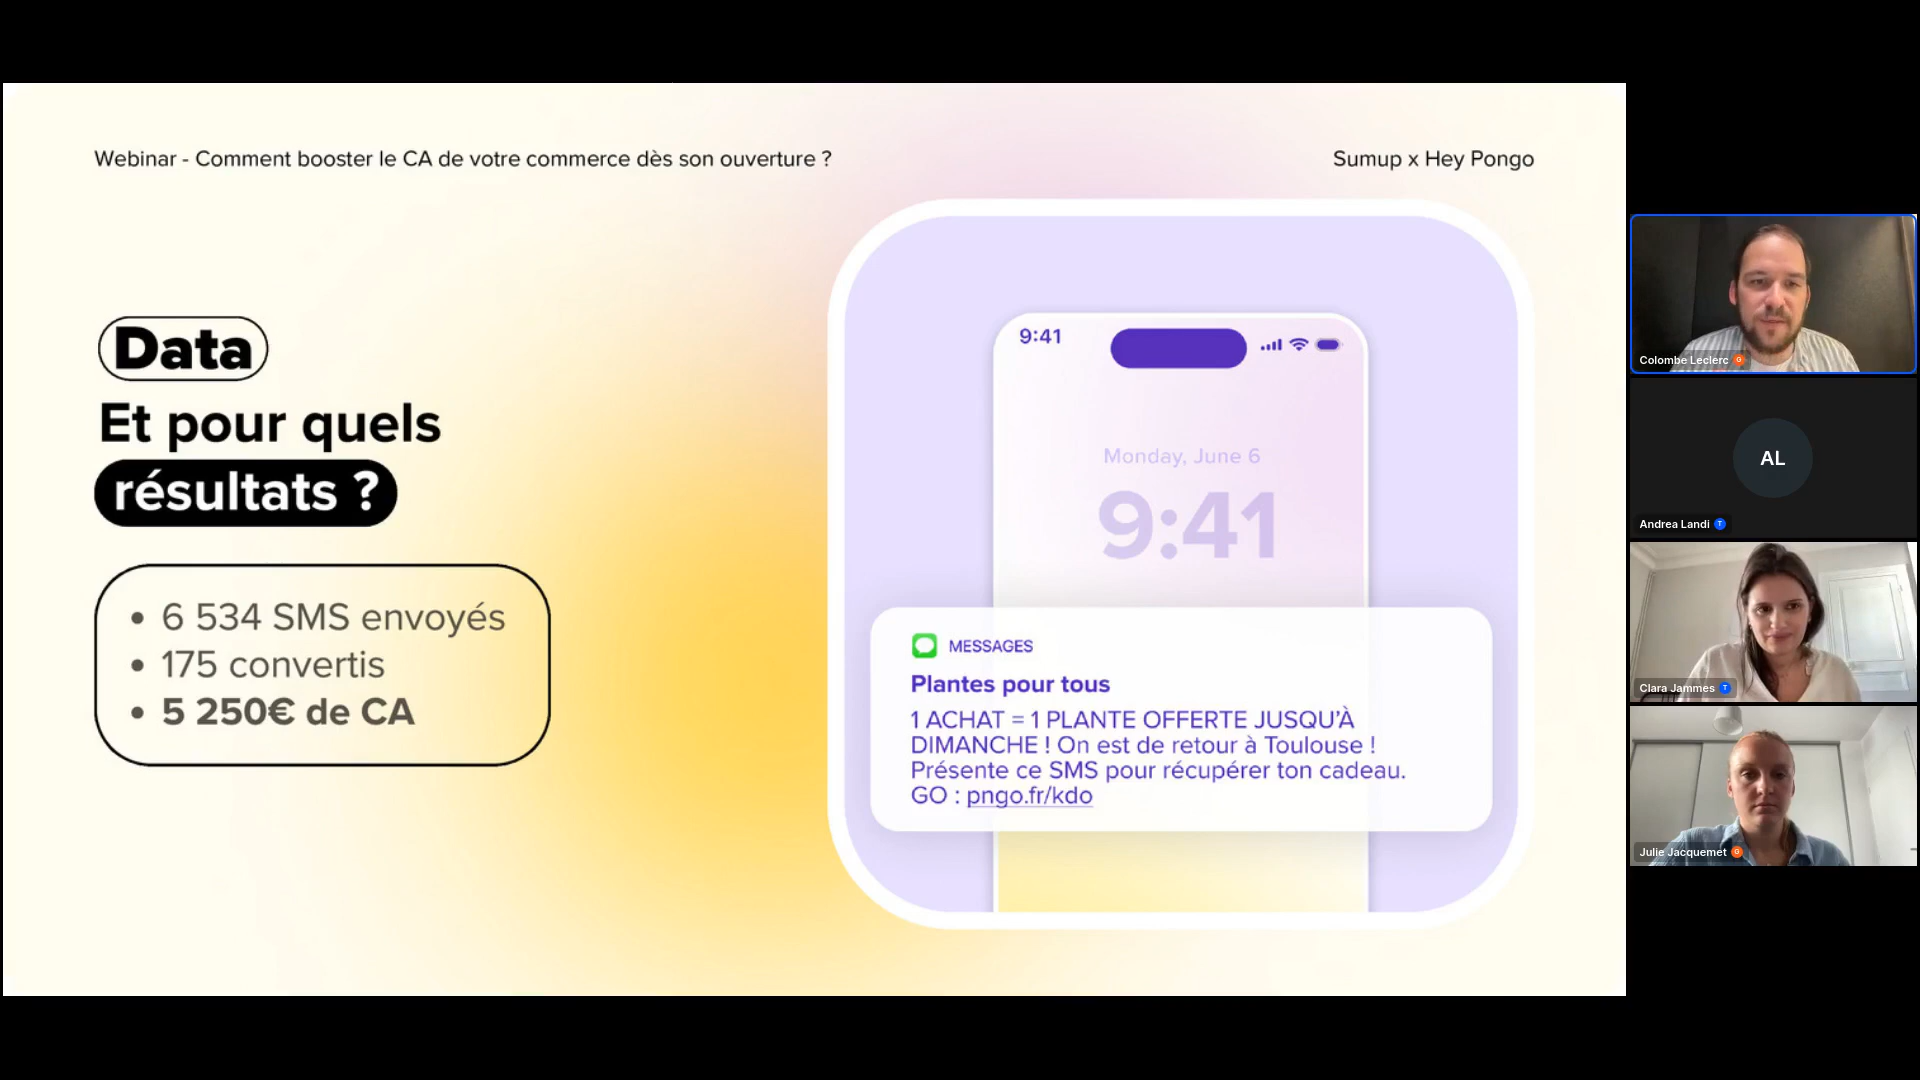 Webinar - Comment booster le CA de votre commerce dès son ouverture ?
Sumup x Hey Pongo
Data
Et pour quels
résultats ?
• 6 534 SMS envoyés
• 175 convertis
• 5 250€ de CA
9:41
Monday, June 6
9:41
MESSAGES
Plantes pour tous
1 ACHAT = 1 PLANTE OFFERTE JUSQU'À
DIMANCHE ! On est de retour à Toulouse !
Présente ce SMS pour récupérer ton cadeau.
GO : pngo.fr/kdo
Colombe Leclerc G
AL
Andrea Landi T
Clara Jammes T
Julie Jacquemet G